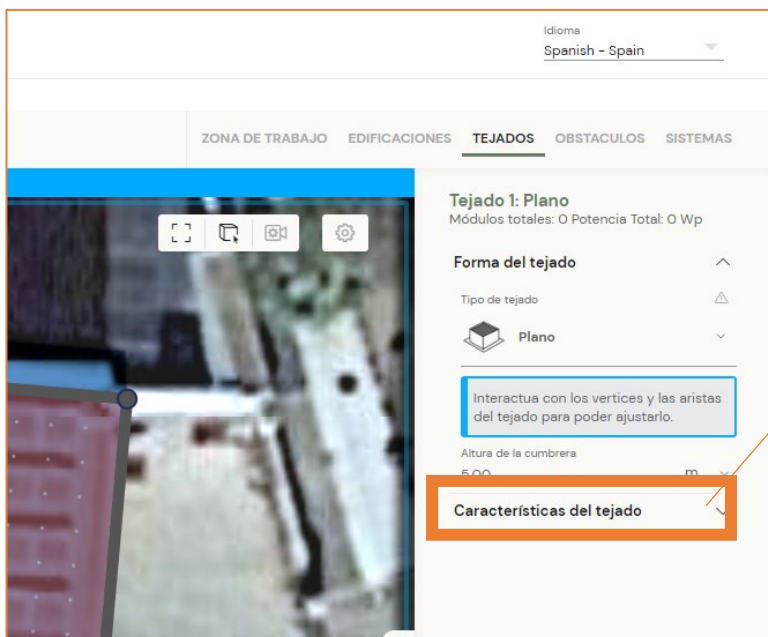 Idioma
Spanish - Spain
ZONA DE TRABAJO EDIFICACIONES TEJADOS OBSTACULOS SISTEMAS
Tejado 1: Plano
Módulos totales: 0 Potencia Total: 0 Wp
Forma del tejado
Tipo de tejado
Plano
Interactua con los vertices y las aristas
del tejado para poder ajustarlo.
Altura de la cumbrera
5.00 m
Características del tejado